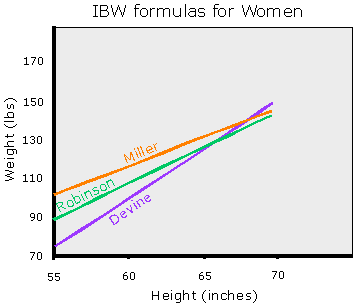 IBW formulas for Women
Weight (lbs)
170
150
130
110
90
70
Miller
Robinson
Devine
55
60
65
70
Height (inches)